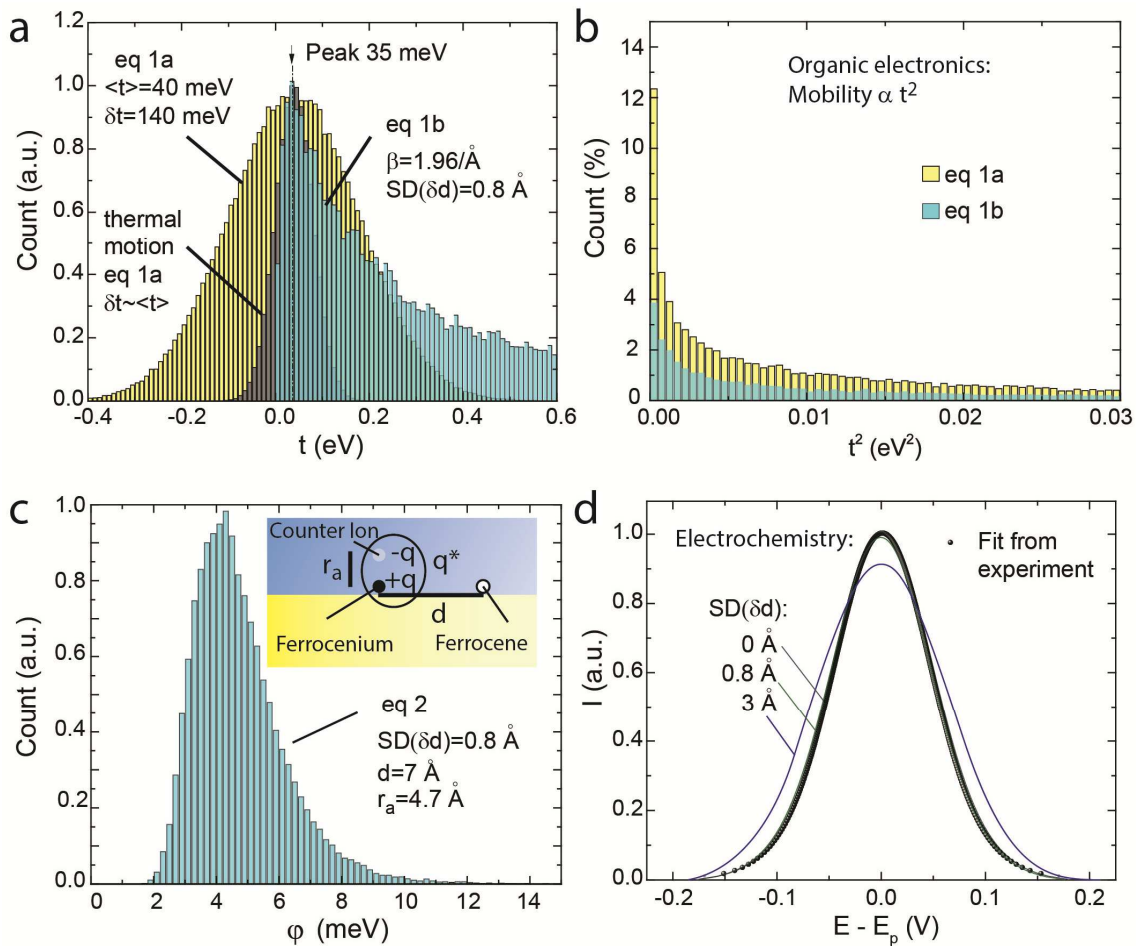 a
1.2
1.0
0.8
0.6
0.4
0.2
0.0
Count (a.u.)
eq 1a
<t>=40 meV
δt=140 meV
Peak 35 meV
eq 1b
β=1.96/Å
SD(δd)=0.8 Å
thermal
motion
eq 1a
δt~<t>
-0.4 -0.2 0.0 0.2 0.4 0.6
t (eV)
b
14
12
10
8
6
4
2
0
Count (%)
Organic electronics:
Mobility α t²
eq 1a
eq 1b
0.00 0.01 0.02 0.03
t² (eV²)
c
1.0
0.8
0.6
0.4
0.2
0.0
Count (a.u.)
Counter Ion
-q
q*
rₐ
+q
d
Ferrocenium
Ferrocene
eq 2
SD(δd)=0.8 Å
d=7 Å
rₐ=4.7 Å
0 2 4 6 8 10 12 14
φ (meV)
d
1.0
0.8
0.6
0.4
0.2
0.0
I (a.u.)
Electrochemistry:
Fit from
experiment
SD(δd):
0 Å
0.8 Å
3 Å
-0.2 -0.1 0.0 0.1 0.2
E - Eₚ (V)